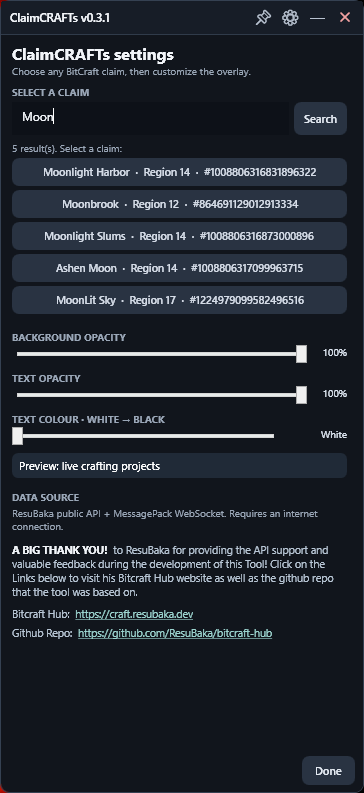 ClaimCRAFTs v0.3.1
ClaimCRAFTs settings
Choose any BitCraft claim, then customize the overlay.
SELECT A CLAIM
Moon
Search
5 result(s). Select a claim:
Moonlight Harbor · Region 14 · #1008806316831896322
Moonbrook · Region 12 · #864691129012913334
Moonlight Slums · Region 14 · #1008806316873000896
Ashen Moon · Region 14 · #1008806317099963715
MoonLit Sky · Region 17 · #1224979099582496516
BACKGROUND OPACITY
100%
TEXT OPACITY
100%
TEXT COLOUR · WHITE → BLACK
White
Preview: live crafting projects
DATA SOURCE
ResuBaka public API + MessagePack WebSocket. Requires an internet
connection.
A BIG THANK YOU! to ResuBaka for providing the API support and
valuable feedback during the development of this Tool! Click on the
Links below to visit his Bitcraft Hub website as well as the github repo
that the tool was based on.
Bitcraft Hub: https://craft.resubaka.dev
Github Repo: https://github.com/ResuBaka/bitcraft-hub
Done